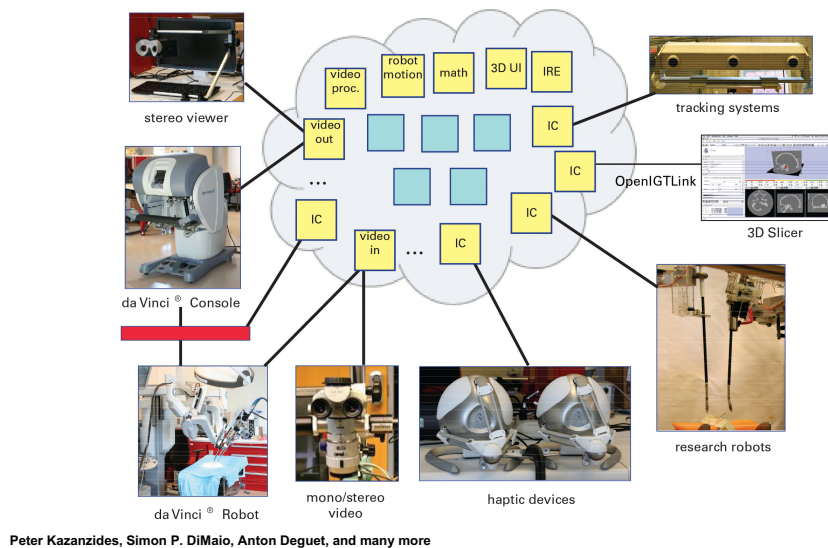 video
proc.
robot
motion
math
3D UI
IRE
stereo viewer
tracking systems
video
out
IC
IC
OpenIGTLink
...
IC
IC
3D Slicer
video
in
...
IC
da Vinci ® Console
research robots
da Vinci ® Robot
mono/stereo
video
haptic devices
Peter Kazanzides, Simon P. DiMaio, Anton Deguet, and many more